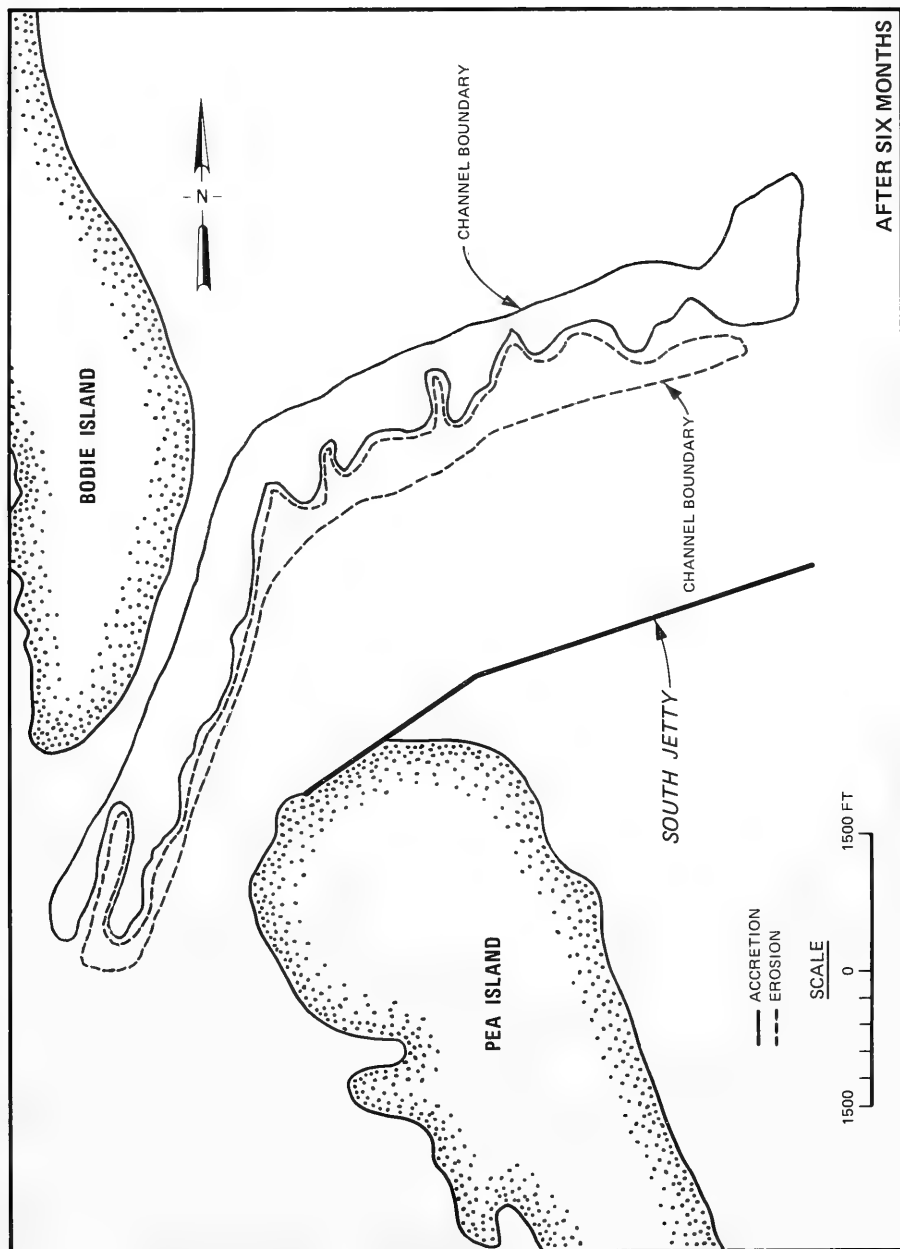 BODIE ISLAND
- N -
CHANNEL BOUNDARY
CHANNEL BOUNDARY
SOUTH JETTY
PEA ISLAND
ACCRETION
EROSION
SCALE
1500 0 1500 FT
AFTER SIX MONTHS